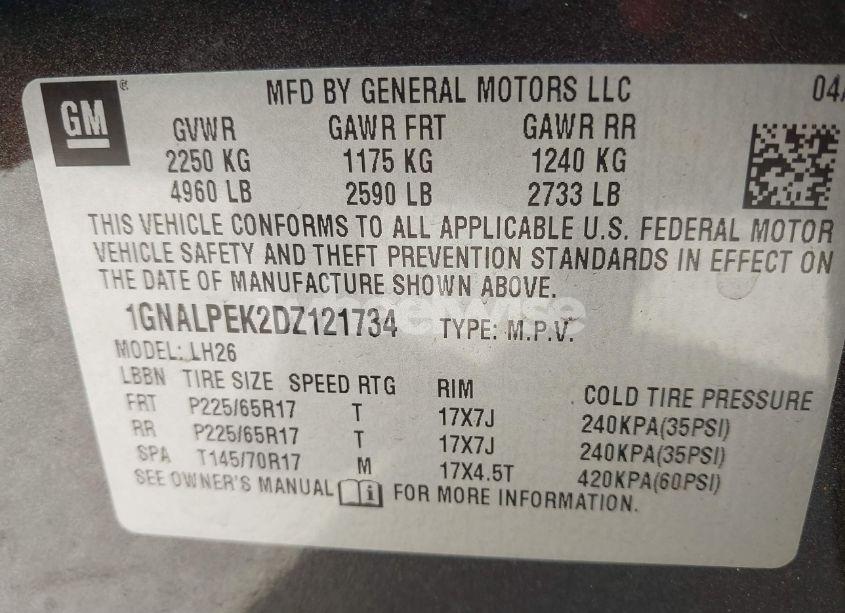 GM ®
MFD BY GENERAL MOTORS LLC 04/
GVWR GAWR FRT GAWR RR
2250 KG 1175 KG 1240 KG
4960 LB 2590 LB 2733 LB
THIS VEHICLE CONFORMS TO ALL APPLICABLE U.S. FEDERAL MOTOR
VEHICLE SAFETY AND THEFT PREVENTION STANDARDS IN EFFECT ON
THE DATE OF MANUFACTURE SHOWN ABOVE.
1GNALPEK2DZ121734 TYPE: M.P.V.
MODEL: LH26
LBBN TIRE SIZE SPEED RTG RIM COLD TIRE PRESSURE
FRT P225/65R17 T 17X7J 240KPA(35PSI)
RR P225/65R17 T 17X7J 240KPA(35PSI)
SPA T145/70R17 M 17X4.5T 420KPA(60PSI)
SEE OWNER'S MANUAL i FOR MORE INFORMATION.